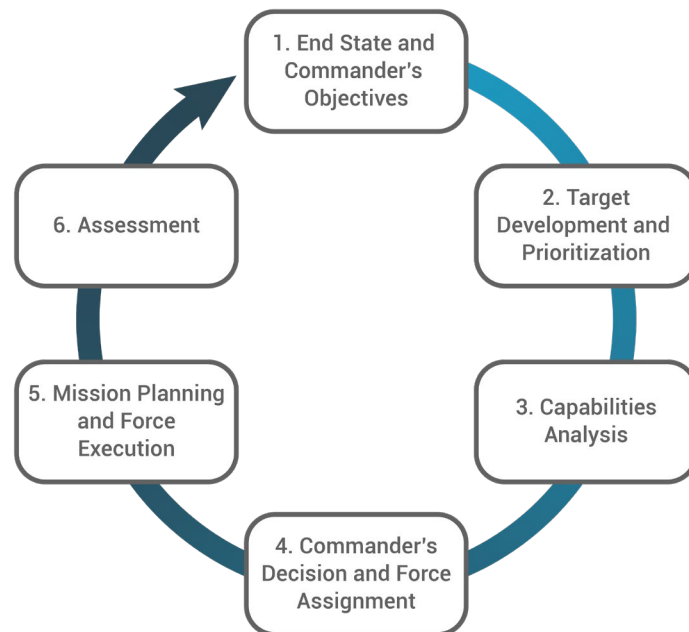 1. End State and
Commander's
Objectives
2. Target
Development and
Prioritization
3. Capabilities
Analysis
4. Commander's
Decision and Force
Assignment
5. Mission Planning
and Force
Execution
6. Assessment